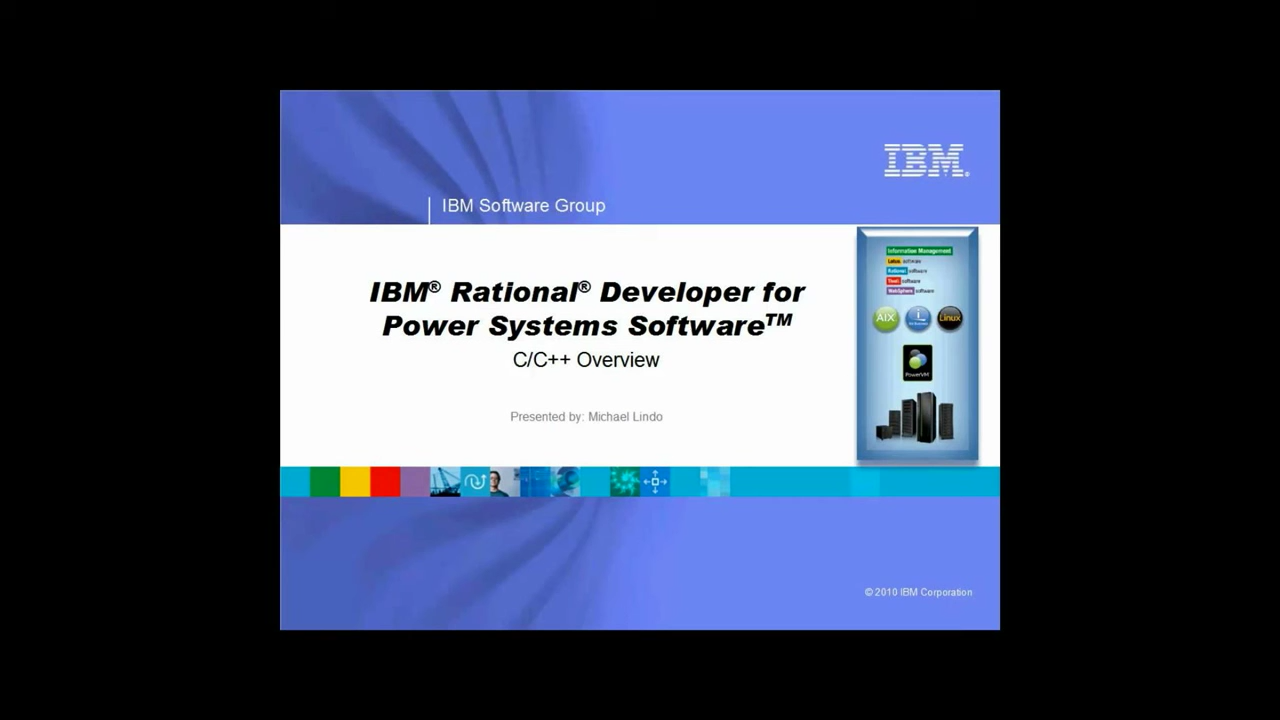 IBM®
IBM Software Group
IBM® Rational® Developer for
Power Systems Software™
C/C++ Overview
Presented by: Michael Lindo
Information Management
Lotus software
Rational software
Tivoli software
WebSphere software
AIX
i
Linux
PowerVM
© 2010 IBM Corporation